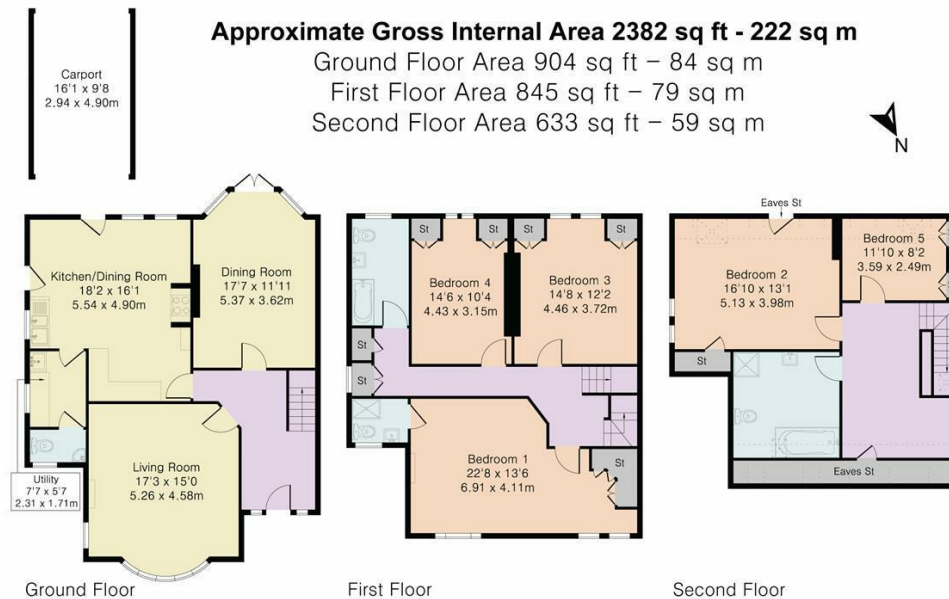 Approximate Gross Internal Area 2382 sq ft - 222 sq m
Ground Floor Area 904 sq ft – 84 sq m
First Floor Area 845 sq ft – 79 sq m
Second Floor Area 633 sq ft – 59 sq m
N
Carport
16'1 x 9'8
2.94 x 4.90m
Kitchen/Dining Room
18'2 x 16'1
5.54 x 4.90m
Dining Room
17'7 x 11'11
5.37 x 3.62m
Living Room
17'3 x 15'0
5.26 x 4.58m
Utility
7'7 x 5'7
2.31 x 1.71m
Ground Floor
St
St
St
St
Bedroom 4
14'6 x 10'4
4.43 x 3.15m
Bedroom 3
14'8 x 12'2
4.46 x 3.72m
St
St
Bedroom 1
22'8 x 13'6
6.91 x 4.11m
St
First Floor
Eaves St
Bedroom 2
16'10 x 13'1
5.13 x 3.98m
Bedroom 5
11'10 x 8'2
3.59 x 2.49m
St
Eaves St
Second Floor